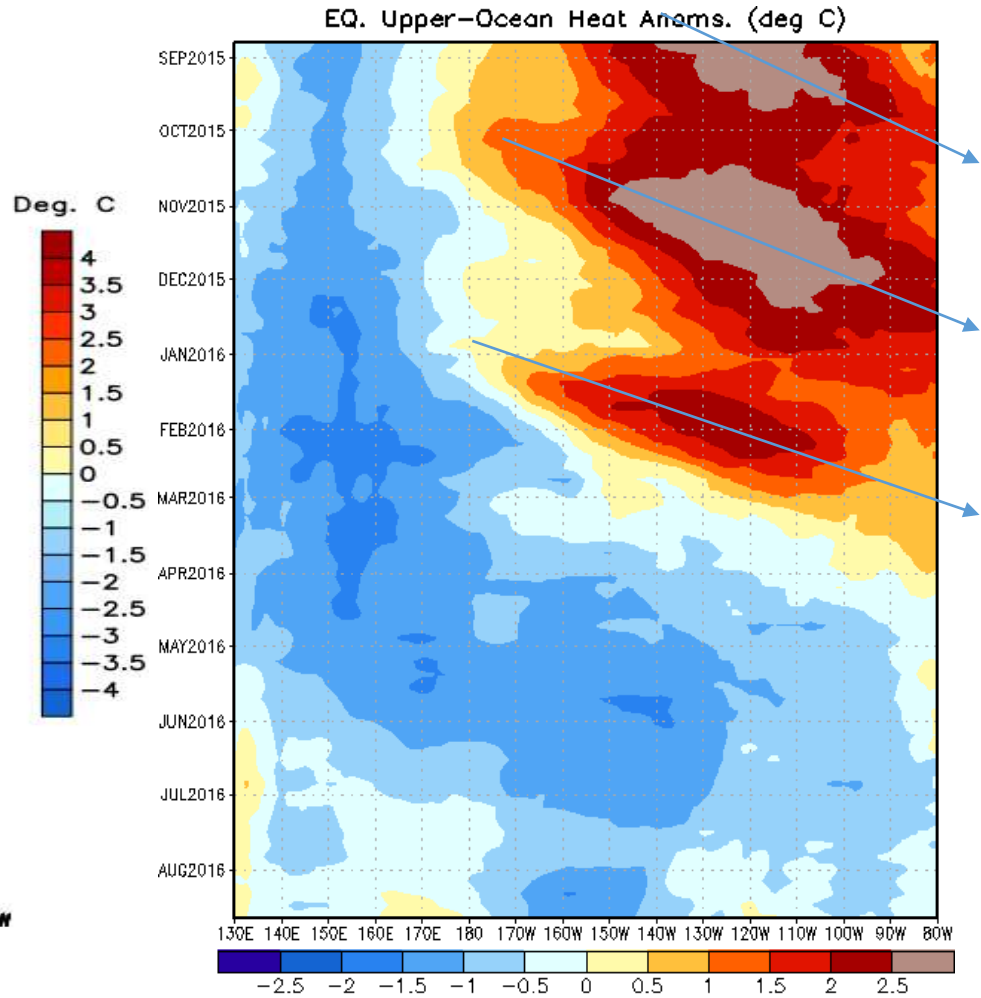 EQ. Upper-Ocean Heat Anoms. (deg C)
SEP2015
OCT2015
NOV2015
DEC2015
JAN2016
FEB2016
MAR2016
APR2016
MAY2016
JUN2016
JUL2016
AUG2016
130E 140E 150E 160E 170E 180 170W 160W 150W 140W 130W 120W 110W 100W 90W 80W
-2.5 -2 -1.5 -1 -0.5 0 0.5 1 1.5 2 2.5
Deg. C
4
3.5
3
2.5
2
1.5
1
0.5
0
-0.5
-1
-1.5
-2
-2.5
-3
-3.5
-4
W